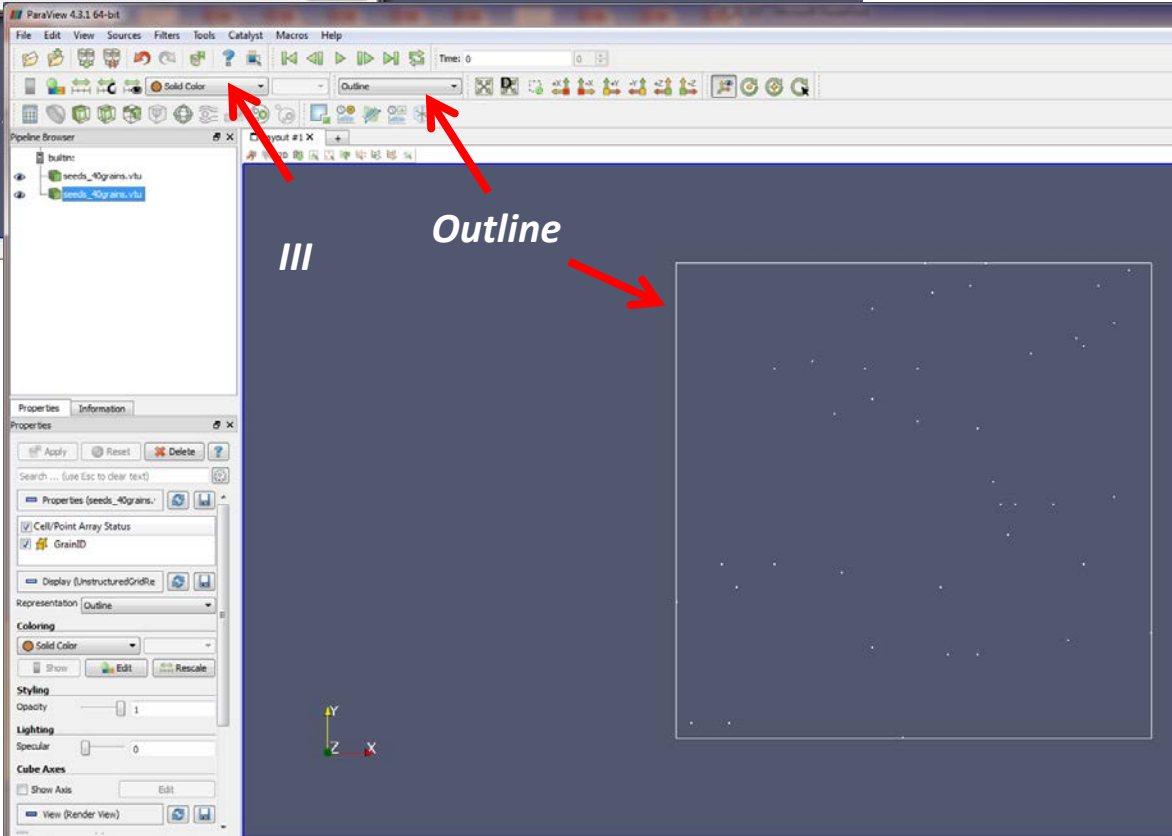 ParaView 4.3.1 64-bit
File Edit View Sources Filters Tools Catalyst Macros Help
Time: 0 0
Solid Color Outline
Pipeline Browser
Layout #1 X +
builtin:
seeds_40grains.vtu
seeds_40grains.vtu
Outline
III
Properties Information
Properties
Apply Reset Delete ?
Search ... (use Esc to clear text)
Properties (seeds_40grains.
Cell/Point Array Status
GrainID
Display (UnstructuredGridRe
Representation Outline
Coloring
Solid Color
Show Edit Rescale
Styling
Opacity 1
Lighting
Specular 0
Cube Axes
Show Axis Edit
View (Render View)
Y
Z X